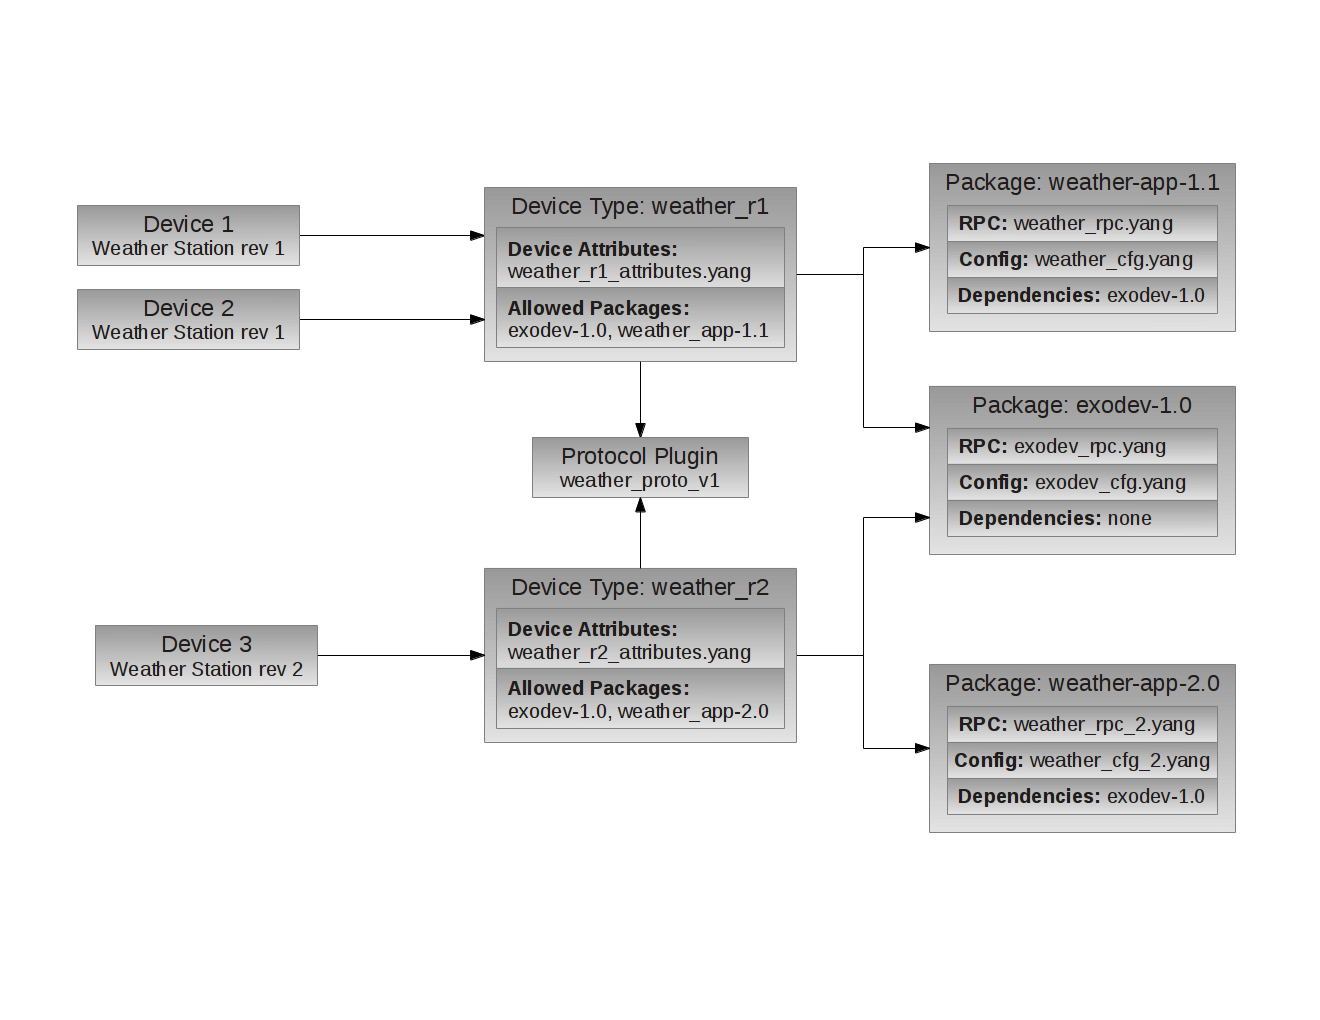 Device 1
Weather Station rev 1
Device 2
Weather Station rev 1
Device Type: weather_r1
Device Attributes:
weather_r1_attributes.yang
Allowed Packages:
exodev-1.0, weather_app-1.1
Protocol Plugin
weather_proto_v1
Device 3
Weather Station rev 2
Device Type: weather_r2
Device Attributes:
weather_r2_attributes.yang
Allowed Packages:
exodev-1.0, weather_app-2.0
Package: weather-app-1.1
RPC: weather_rpc.yang
Config: weather_cfg.yang
Dependencies: exodev-1.0
Package: exodev-1.0
RPC: exodev_rpc.yang
Config: exodev_cfg.yang
Dependencies: none
Package: weather-app-2.0
RPC: weather_rpc_2.yang
Config: weather_cfg_2.yang
Dependencies: exodev-1.0